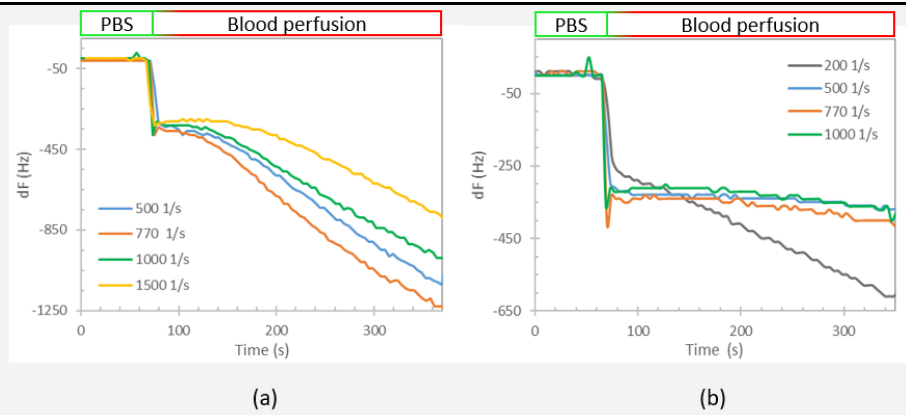 PBS Blood perfusion
-50
-450
-850
-1250
dF (Hz)
500 1/s
770 1/s
1000 1/s
1500 1/s
0 100 200 300
Time (s)
(a)
PBS Blood perfusion
-50
-250
-450
-650
dF (Hz)
200 1/s
500 1/s
770 1/s
1000 1/s
0 100 200 300
Time (s)
(b)